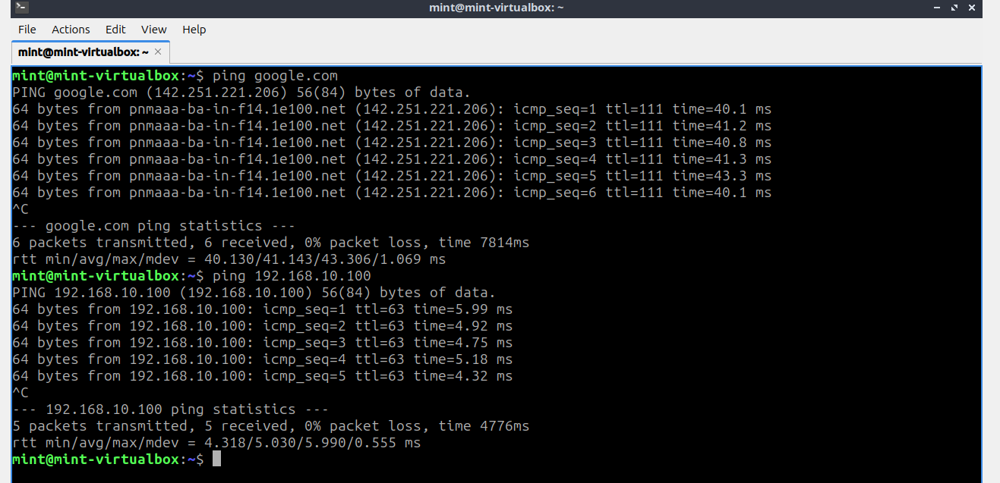 mint@mint-virtualbox: ~
File Actions Edit View Help
mint@mint-virtualbox: ~ ×
mint@mint-virtualbox:~$ ping google.com
PING google.com (142.251.221.206) 56(84) bytes of data.
64 bytes from pnmaaa-ba-in-f14.1e100.net (142.251.221.206): icmp_seq=1 ttl=111 time=40.1 ms
64 bytes from pnmaaa-ba-in-f14.1e100.net (142.251.221.206): icmp_seq=2 ttl=111 time=41.2 ms
64 bytes from pnmaaa-ba-in-f14.1e100.net (142.251.221.206): icmp_seq=3 ttl=111 time=40.8 ms
64 bytes from pnmaaa-ba-in-f14.1e100.net (142.251.221.206): icmp_seq=4 ttl=111 time=41.3 ms
64 bytes from pnmaaa-ba-in-f14.1e100.net (142.251.221.206): icmp_seq=5 ttl=111 time=43.3 ms
64 bytes from pnmaaa-ba-in-f14.1e100.net (142.251.221.206): icmp_seq=6 ttl=111 time=40.1 ms
^C
--- google.com ping statistics ---
6 packets transmitted, 6 received, 0% packet loss, time 7814ms
rtt min/avg/max/mdev = 40.130/41.143/43.306/1.069 ms
mint@mint-virtualbox:~$ ping 192.168.10.100
PING 192.168.10.100 (192.168.10.100) 56(84) bytes of data.
64 bytes from 192.168.10.100: icmp_seq=1 ttl=63 time=5.99 ms
64 bytes from 192.168.10.100: icmp_seq=2 ttl=63 time=4.92 ms
64 bytes from 192.168.10.100: icmp_seq=3 ttl=63 time=4.75 ms
64 bytes from 192.168.10.100: icmp_seq=4 ttl=63 time=5.18 ms
64 bytes from 192.168.10.100: icmp_seq=5 ttl=63 time=4.32 ms
^C
--- 192.168.10.100 ping statistics ---
5 packets transmitted, 5 received, 0% packet loss, time 4776ms
rtt min/avg/max/mdev = 4.318/5.030/5.990/0.555 ms
mint@mint-virtualbox:~$